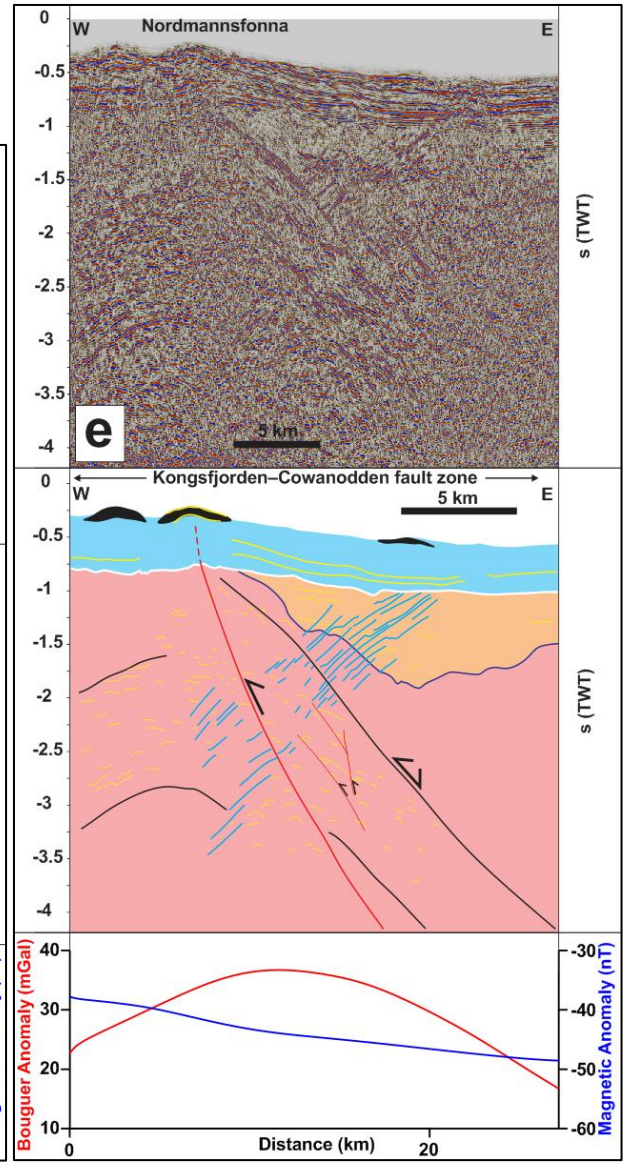 Nordmannsfonna
W E
0
-0.5
-1
-1.5
-2
-2.5
-3
-3.5
-4
s (TWT)
e
5 km
Kongsfjorden–Cowanodden fault zone
W E
5 km
0
-0.5
-1
-1.5
-2
-2.5
-3
-3.5
-4
s (TWT)
Bouguer Anomaly (mGal)
40
30
20
10
-30
-40
-50
-60
Magnetic Anomaly (nT)
0 Distance (km) 20